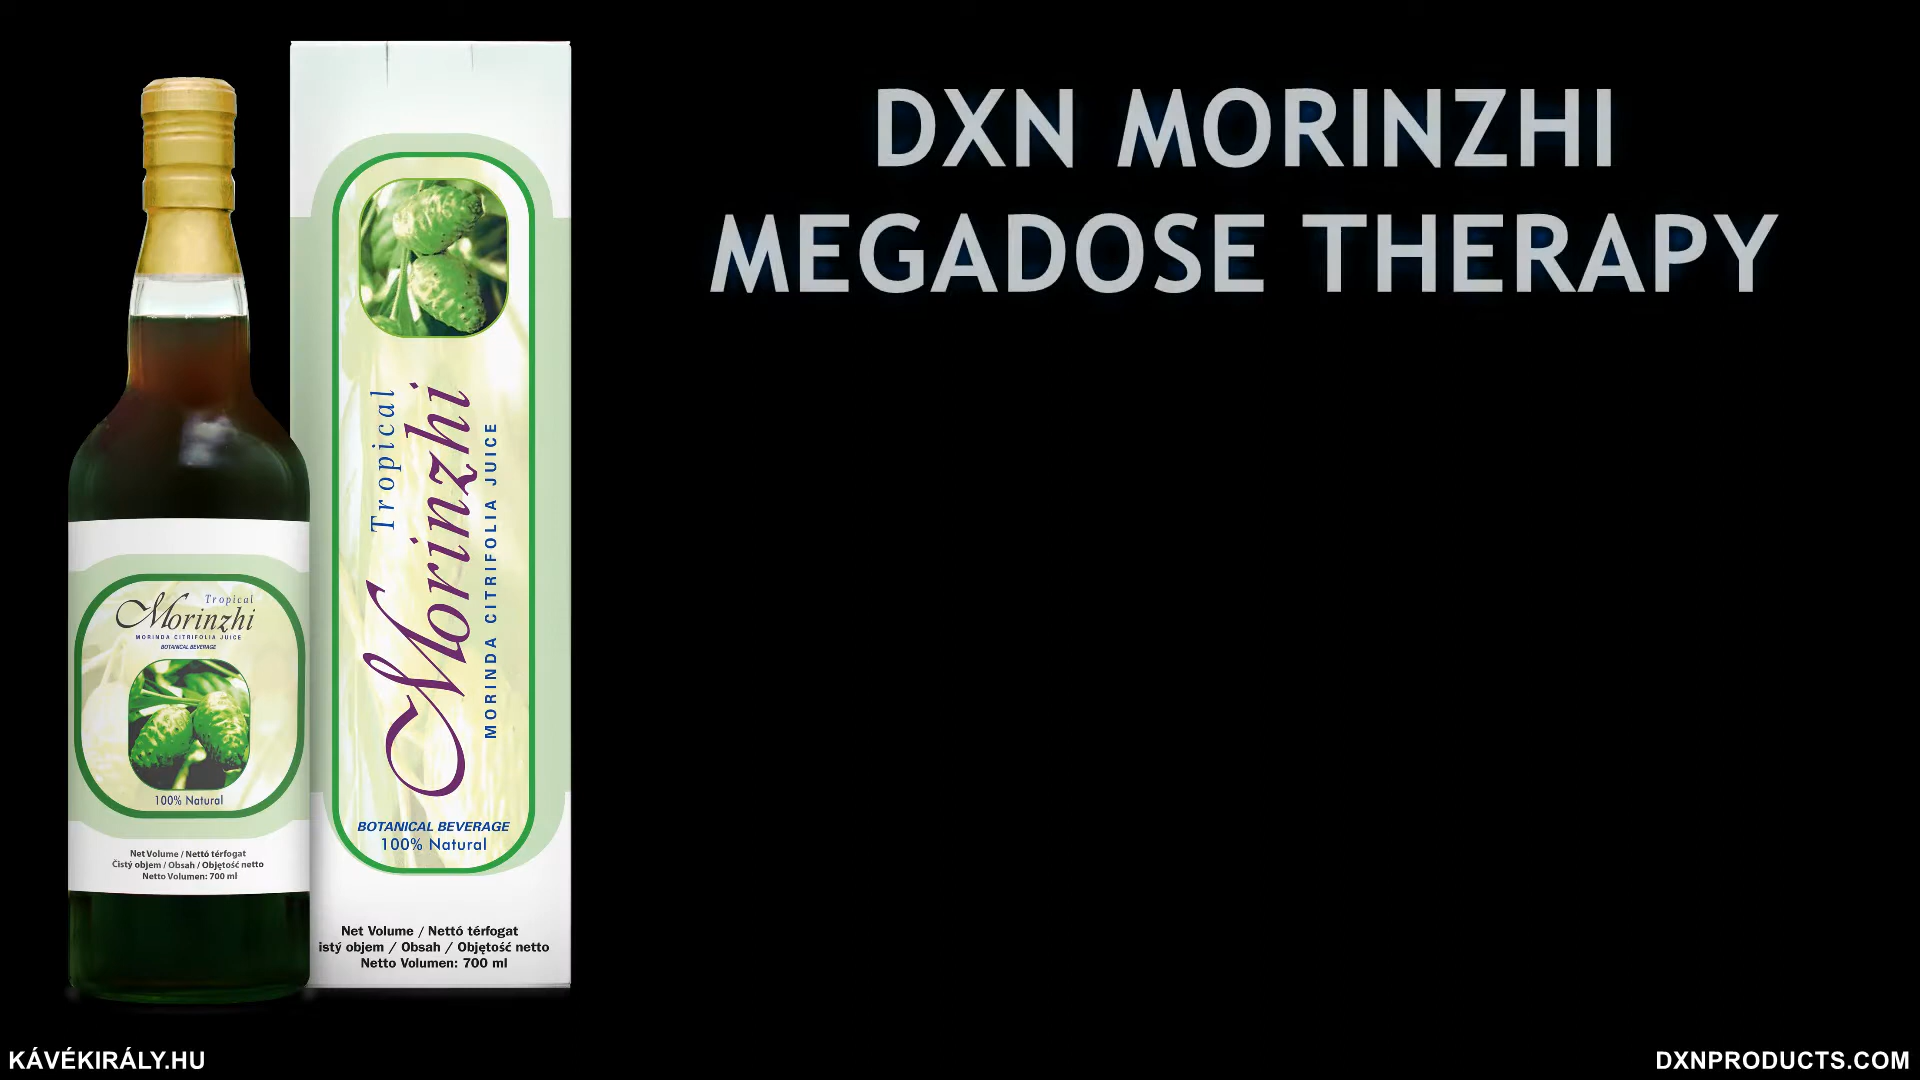 DXN MORINZHI
MEGADOSE THERAPY
Tropical
Morinzhi
MORINDA CITRIFOLIA JUICE
BOTANICAL BEVERAGE
100% Natural
Net Volume / Nettó térfogat
istý objem / Obsah / Objętość netto
Netto Volumen: 700 ml
Tropical
Morinzhi
MORINDA CITRIFOLIA JUICE
BOTANICAL BEVERAGE
100% Natural
Net Volume / Nettó térfogat
Čistý objem / Obsah / Objętość netto
Netto Volumen: 700 ml
KÁVÉKIRÁLY.HU
DXNPRODUCTS.COM